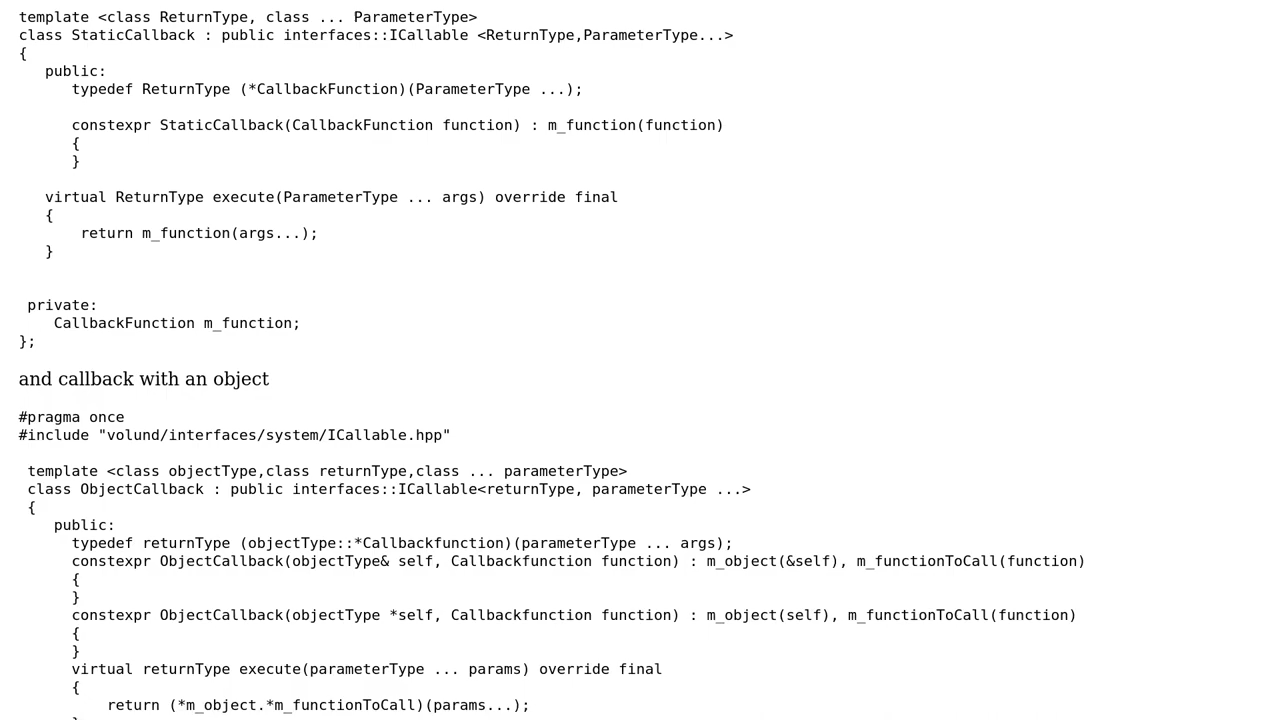 template <class ReturnType, class ... ParameterType>
class StaticCallback : public interfaces::ICallable <ReturnType,ParameterType...>
{
   public:
      typedef ReturnType (*CallbackFunction)(ParameterType ...);

      constexpr StaticCallback(CallbackFunction function) : m_function(function)
      {
      }

   virtual ReturnType execute(ParameterType ... args) override final
   {
       return m_function(args...);
   }


 private:
    CallbackFunction m_function;
};
and callback with an object
#pragma once
#include "volund/interfaces/system/ICallable.hpp"

 template <class objectType,class returnType,class ... parameterType>
 class ObjectCallback : public interfaces::ICallable<returnType, parameterType ...>
 {
    public:
      typedef returnType (objectType::*Callbackfunction)(parameterType ... args);
      constexpr ObjectCallback(objectType& self, Callbackfunction function) : m_object(&self), m_functionToCall(function)
      {
      }
      constexpr ObjectCallback(objectType *self, Callbackfunction function) : m_object(self), m_functionToCall(function)
      {
      }
      virtual returnType execute(parameterType ... params) override final
      {
          return (*m_object.*m_functionToCall)(params...);
      }